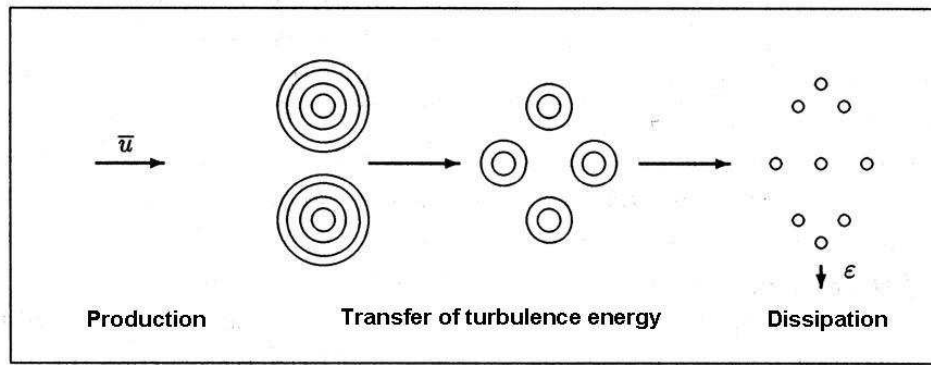 u̅
ε
Production Transfer of turbulence energy Dissipation